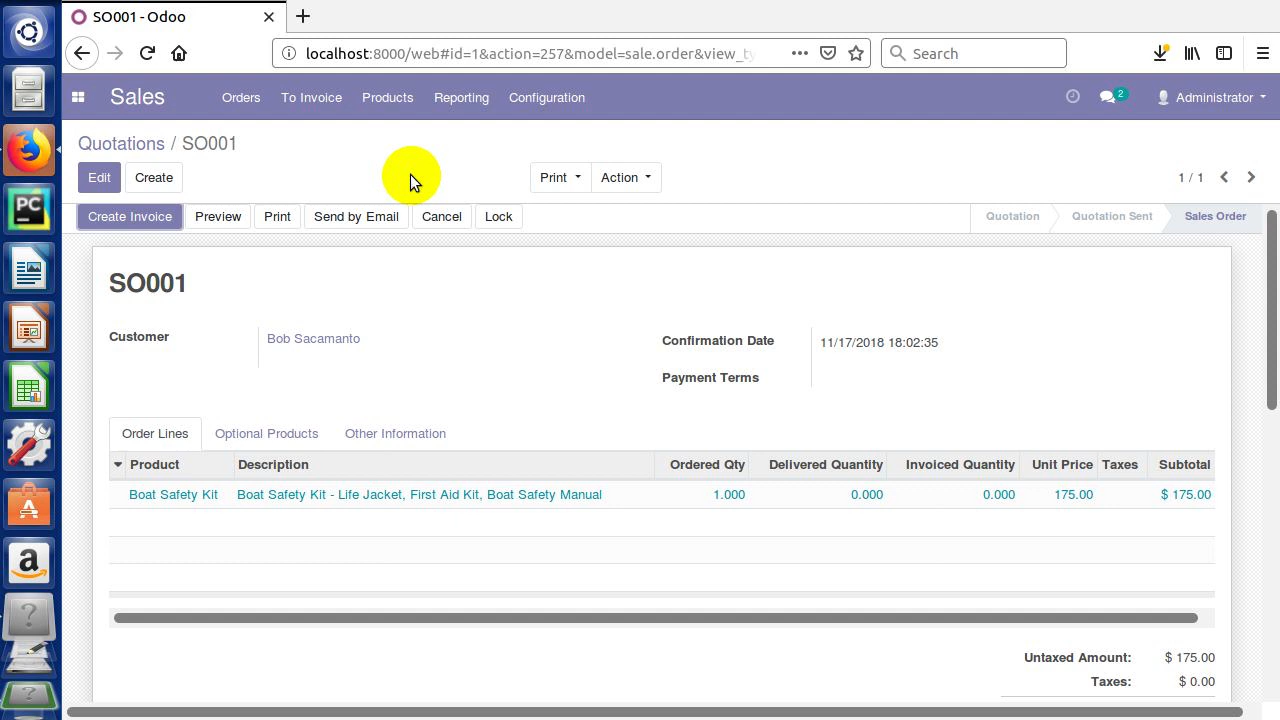 SO001 - Odoo
localhost:8000/web#id=1&action=257&model=sale.order&view_ty
Search
Sales Orders To Invoice Products Reporting Configuration 2 Administrator
Quotations / SO001
Edit Create Print Action 1 / 1
Create Invoice Preview Print Send by Email Cancel Lock Quotation Quotation Sent Sales Order
SO001
Customer Bob Sacamanto
Confirmation Date 11/17/2018 18:02:35
Payment Terms
Order Lines Optional Products Other Information
Product Description Ordered Qty Delivered Quantity Invoiced Quantity Unit Price Taxes Subtotal
Boat Safety Kit Boat Safety Kit - Life Jacket, First Aid Kit, Boat Safety Manual 1.000 0.000 0.000 175.00 $ 175.00
Untaxed Amount: $ 175.00
Taxes: $ 0.00
PC
a